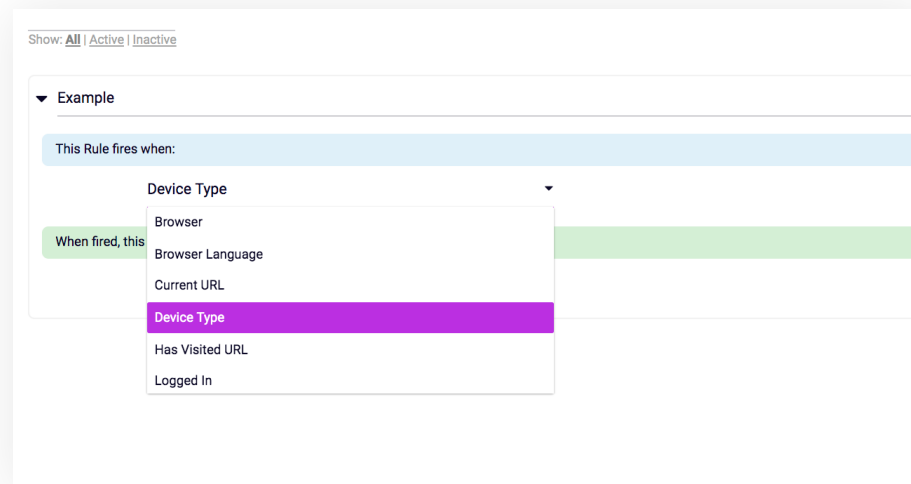 Show: All | Active | Inactive
Example
This Rule fires when:
Device Type
Browser
When fired, this
Browser Language
Current URL
Device Type
Has Visited URL
Logged In